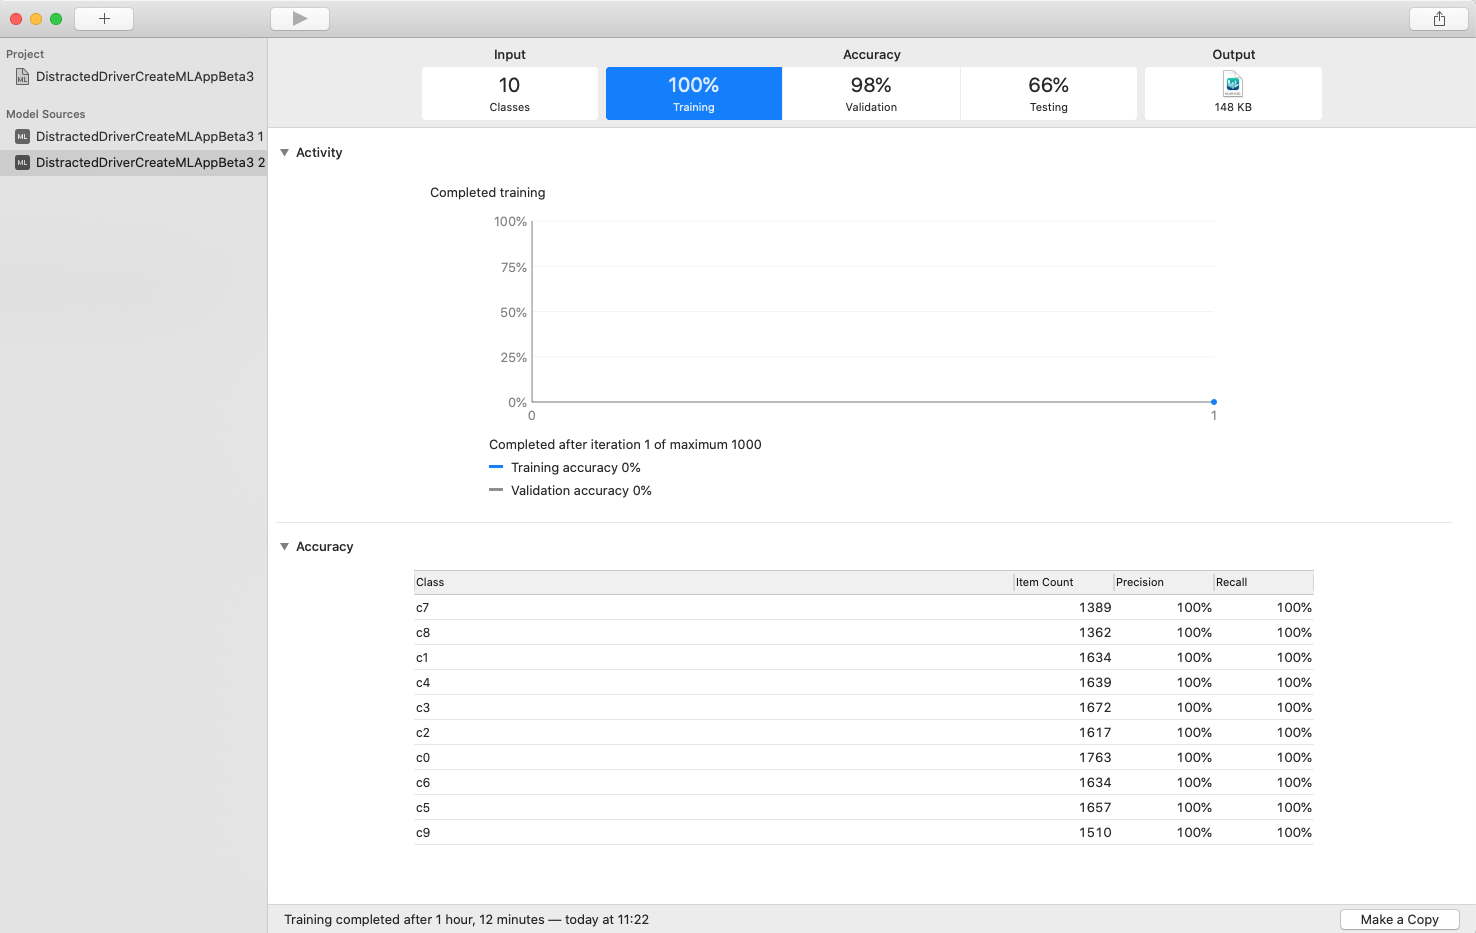 Project
DistractedDriverCreateMLAppBeta3
Model Sources
ML DistractedDriverCreateMLAppBeta3 1
ML DistractedDriverCreateMLAppBeta3 2
Input
Accuracy
Output
10
Classes
100%
Training
98%
Validation
66%
Testing
148 KB
Activity
Completed training
100%
75%
50%
25%
0%
0
1
Completed after iteration 1 of maximum 1000
Training accuracy 0%
Validation accuracy 0%
Accuracy
Class Item Count Precision Recall
c7 1389 100% 100%
c8 1362 100% 100%
c1 1634 100% 100%
c4 1639 100% 100%
c3 1672 100% 100%
c2 1617 100% 100%
c0 1763 100% 100%
c6 1634 100% 100%
c5 1657 100% 100%
c9 1510 100% 100%
Training completed after 1 hour, 12 minutes — today at 11:22
Make a Copy